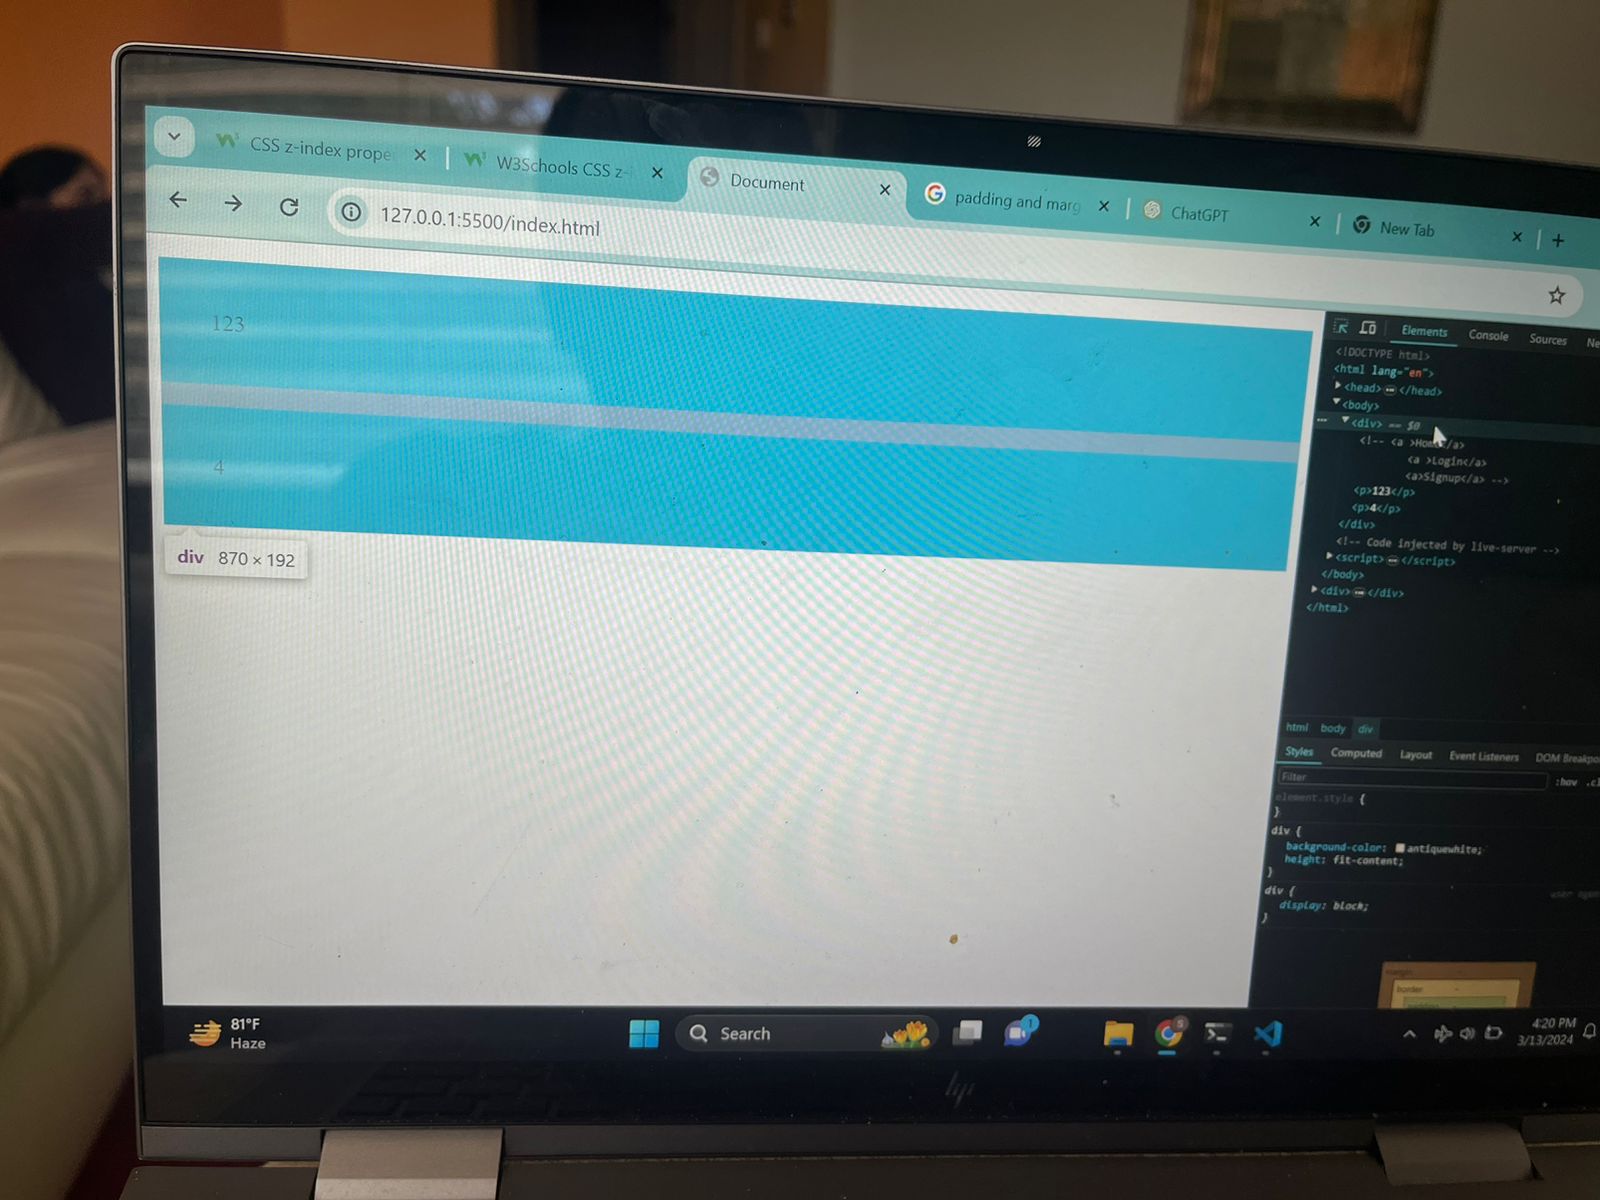 CSS z-index prope
W3Schools CSS z-
Document
padding and marg
ChatGPT
New Tab
127.0.0.1:5500/index.html
123
4
div 870 × 192
Elements Console Sources Ne
<!DOCTYPE html>
<html lang="en">
<head> </head>
<body>
<div> == $0
<!-- <a >Hom </a>
<a >Login</a>
<a>Signup</a> -->
<p>123</p>
<p>4</p>
</div>
<!-- Code injected by live-server -->
<script> </script>
</body>
<div> </div>
</html>
html body div
Styles Computed Layout Event Listeners DOM Breakpo
Filter :hov .cl
element.style {
}
div {
background-color: antiquewhite;
height: fit-content;
}
div { user agen
display: block;
}
margin -
border -
padding
81°F
Haze
Search
1
S
4:20 PM
3/13/2024
hp